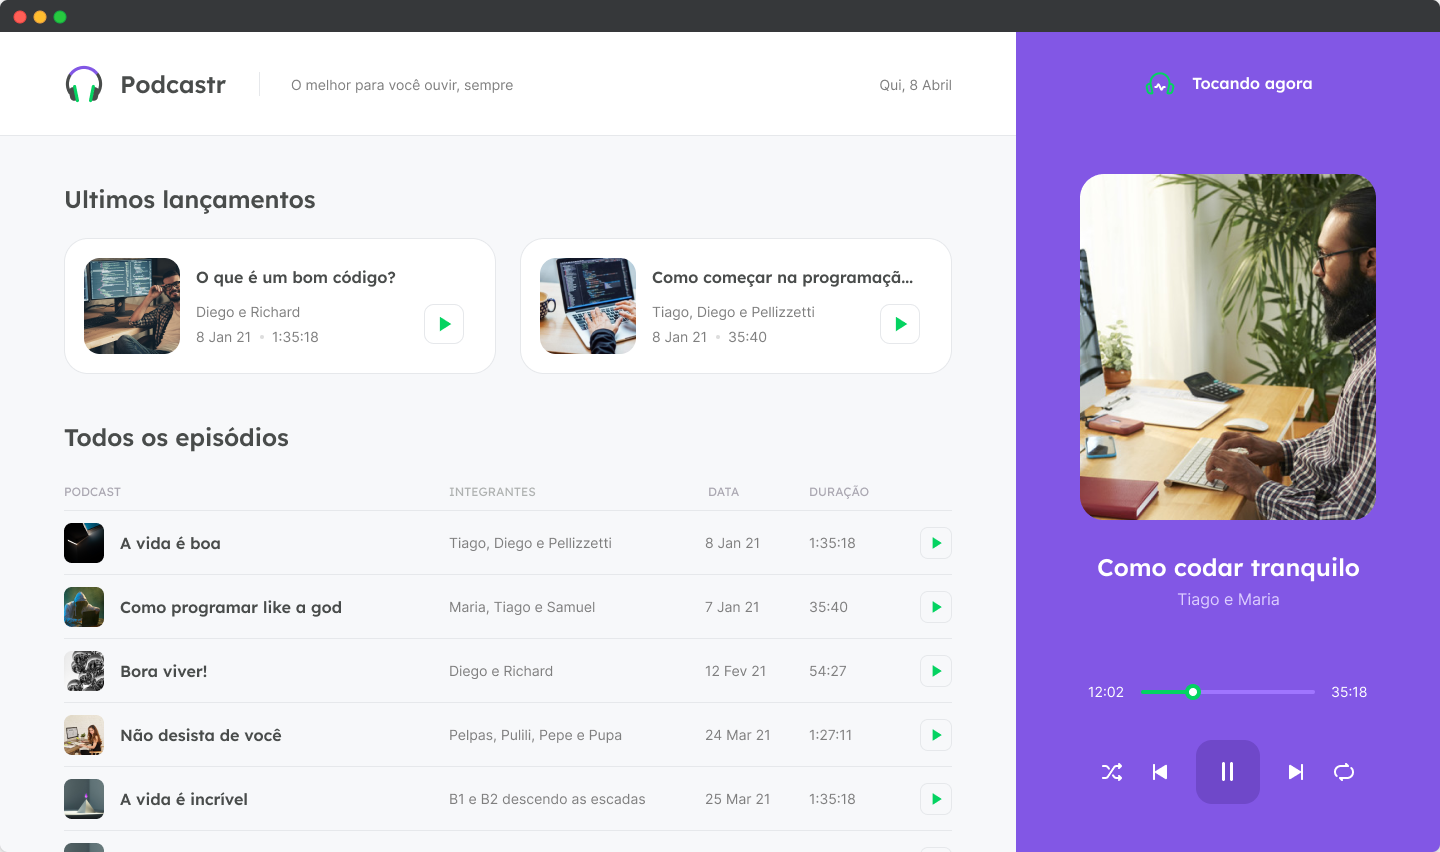 Podcastr
O melhor para você ouvir, sempre
Qui, 8 Abril
Ultimos lançamentos
O que é um bom código?
Diego e Richard
8 Jan 21 • 1:35:18
Como começar na programaçã...
Tiago, Diego e Pellizzetti
8 Jan 21 • 35:40
Todos os episódios
PODCAST INTEGRANTES DATA DURAÇÃO
A vida é boa Tiago, Diego e Pellizzetti 8 Jan 21 1:35:18
Como programar like a god Maria, Tiago e Samuel 7 Jan 21 35:40
Bora viver! Diego e Richard 12 Fev 21 54:27
Não desista de você Pelpas, Pulili, Pepe e Pupa 24 Mar 21 1:27:11
A vida é incrível B1 e B2 descendo as escadas 25 Mar 21 1:35:18
Tocando agora
Como codar tranquilo
Tiago e Maria
12:02 35:18